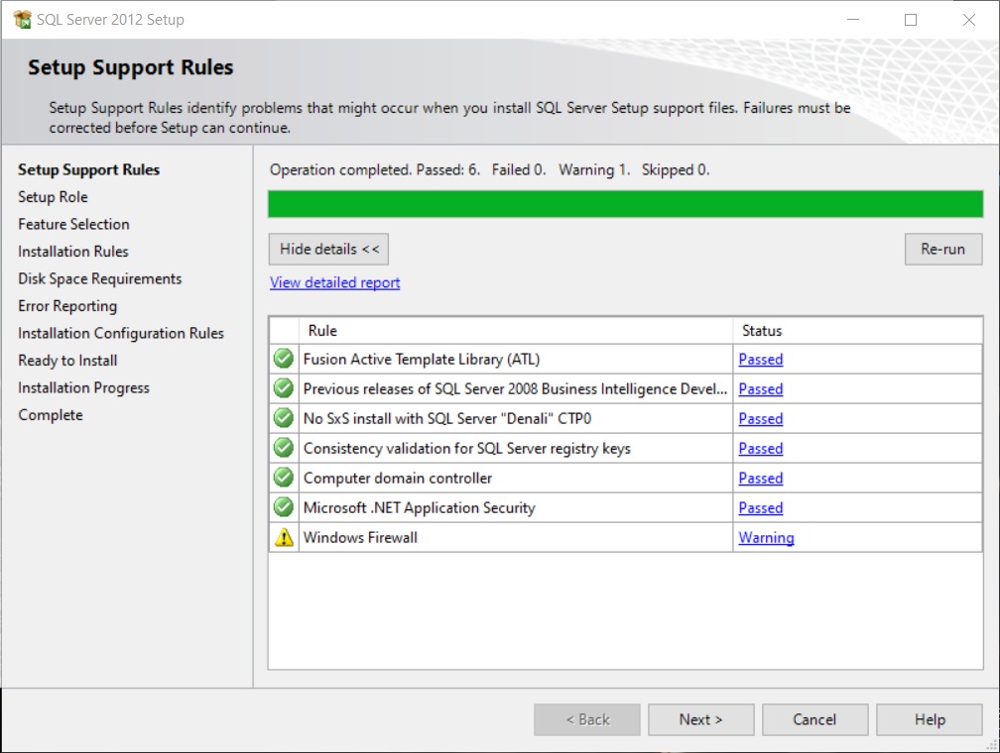 SQL Server 2012 Setup
Setup Support Rules
Setup Support Rules identify problems that might occur when you install SQL Server Setup support files. Failures must be
corrected before Setup can continue.
Setup Support Rules
Setup Role
Feature Selection
Installation Rules
Disk Space Requirements
Error Reporting
Installation Configuration Rules
Ready to Install
Installation Progress
Complete
Operation completed. Passed: 6.   Failed 0.   Warning 1.   Skipped 0.
Hide details <<
Re-run
View detailed report
Rule Status
Fusion Active Template Library (ATL) Passed
Previous releases of SQL Server 2008 Business Intelligence Devel... Passed
No SxS install with SQL Server "Denali" CTP0 Passed
Consistency validation for SQL Server registry keys Passed
Computer domain controller Passed
Microsoft .NET Application Security Passed
Windows Firewall Warning
< Back Next > Cancel Help